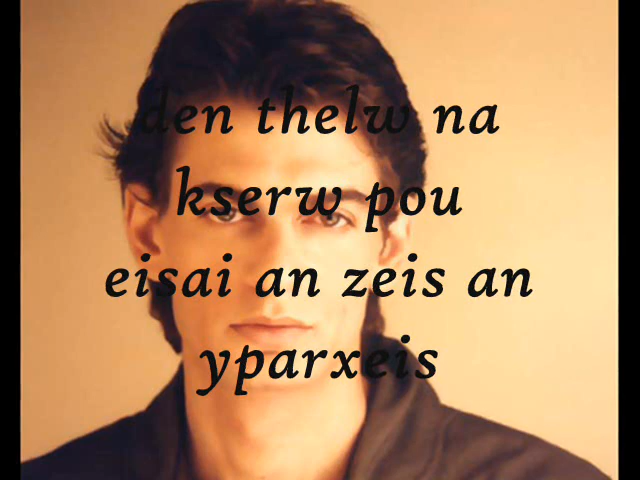 den thelw na
kserw pou
eisai an zeis an
yparxeis